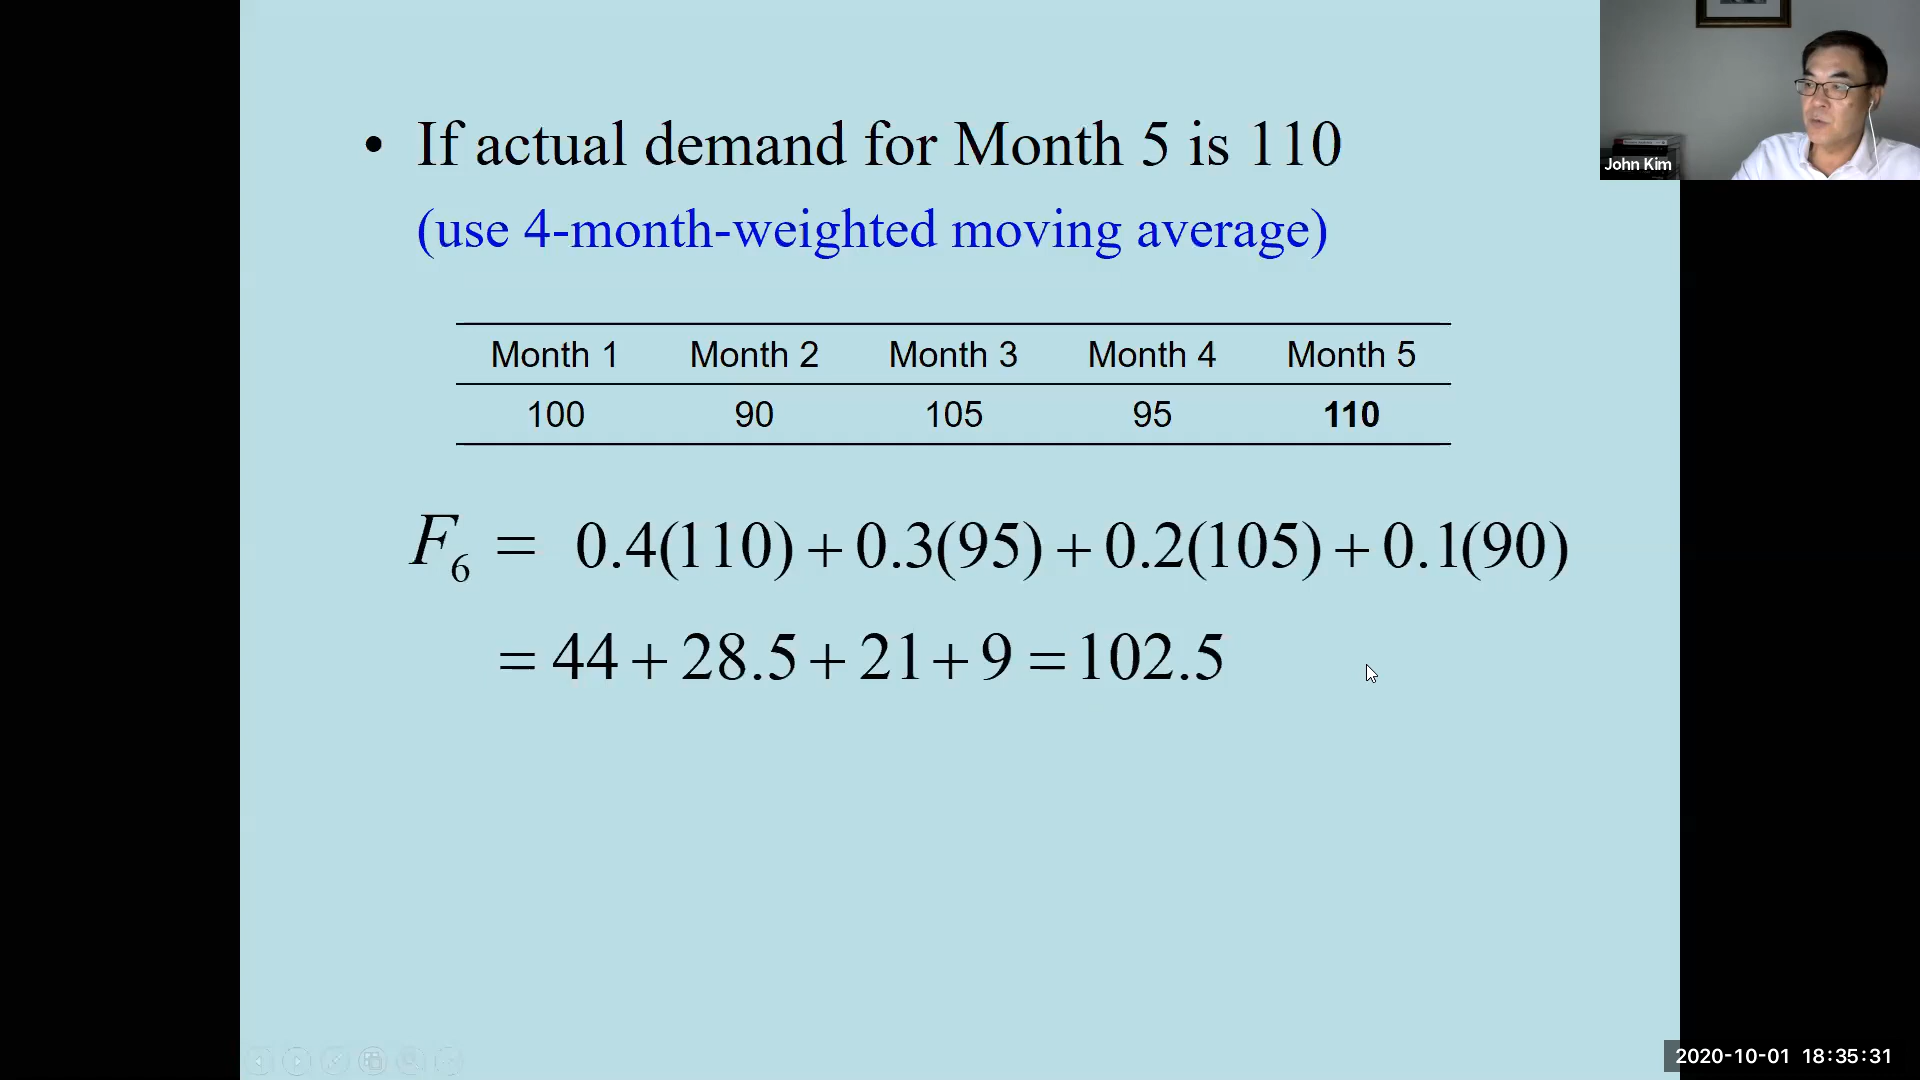 • If actual demand for Month 5 is 110
(use 4-month-weighted moving average)
Month 1 Month 2 Month 3 Month 4 Month 5
100 90 105 95 110
F₆ = 0.4(110) + 0.3(95) + 0.2(105) + 0.1(90)
= 44 + 28.5 + 21 + 9 = 102.5
John Kim
2020-10-01 18:35:31